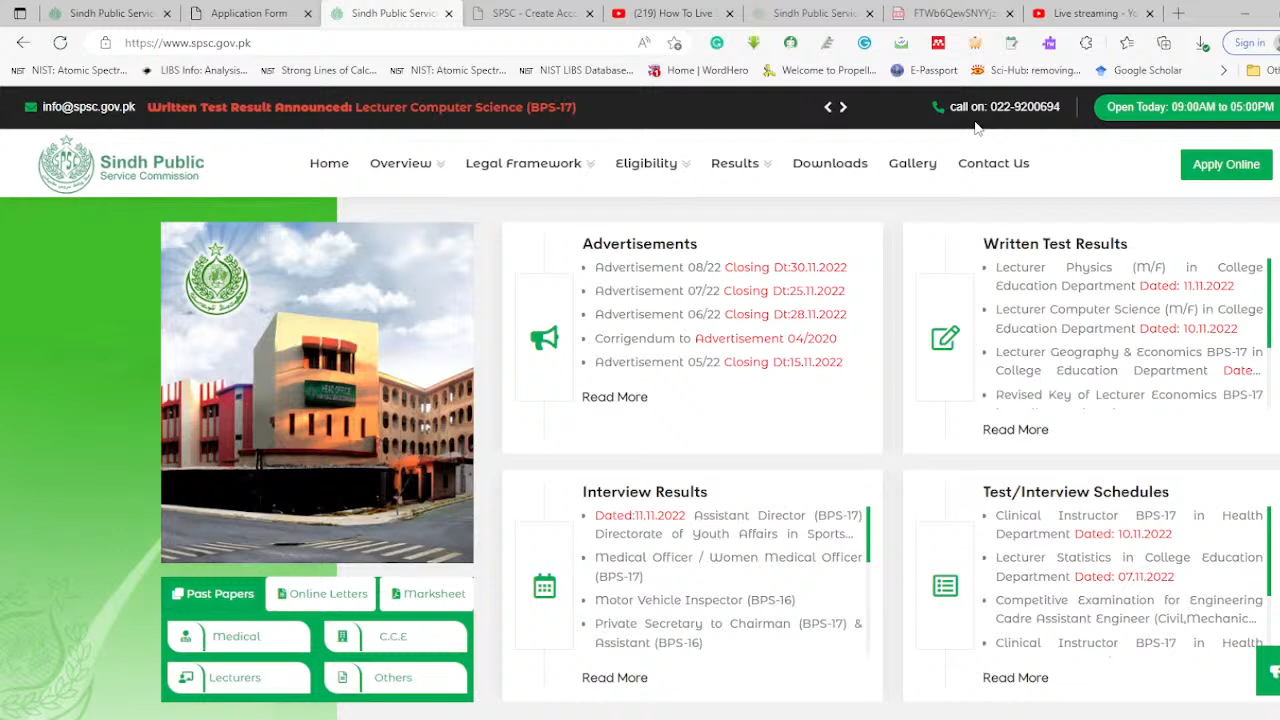 Sindh Public Servic
Application Form
Sindh Public Servic
SPSC - Create Acco
(219) How To Live
Sindh Public Servic
FTWb6QewSNYYjz
Live streaming - Yo
https://www.spsc.gov.pk
Sign in
NIST: Atomic Spectr...
LIBS Info Analysis...
Strong Lines of Calc...
NIST: Atomic Spectr...
NIST LIBS Database...
Home | WordHero
Welcome to Propell...
E-Passport
Sci-Hub: removing...
Google Scholar
info@spsc.gov.pk
Written Test Result Announced: Lecturer Computer Science (BPS-17)
call on: 022-9200694
Open Today: 09:00AM to 05:00PM
Sindh Public
Service Commission
Home
Overview
Legal Framework
Eligibility
Results
Downloads
Gallery
Contact Us
Apply Online
HEAD OFFICE
Advertisements
Advertisement 08/22 Closing Dt:30.11.2022
Advertisement 07/22 Closing Dt:25.11.2022
Advertisement 06/22 Closing Dt:28.11.2022
Corrigendum to Advertisement 04/2020
Advertisement 05/22 Closing Dt:15.11.2022
Read More
Written Test Results
Lecturer Physics (M/F) in College
Education Department Dated: 11.11.2022
Lecturer Computer Science (M/F) in College
Education Department Dated: 10.11.2022
Lecturer Geography & Economics BPS-17 in
College Education Department Date...
Revised Key of Lecturer Economics BPS-17
Read More
Interview Results
Dated:11.11.2022 Assistant Director (BPS-17)
Directorate of Youth Affairs in Sports...
Medical Officer / Women Medical Officer
(BPS-17)
Motor Vehicle Inspector (BPS-16)
Private Secretary to Chairman (BPS-17) &
Assistant (BPS-16)
Read More
Test/Interview Schedules
Clinical Instructor BPS-17 in Health
Department Dated: 10.11.2022
Lecturer Statistics in College Education
Department Dated: 07.11.2022
Competitive Examination for Engineering
Cadre Assistant Engineer (Civil,Mechanic...
Clinical Instructor BPS-17 in Health
Read More
Past Papers
Online Letters
Marksheet
Medical
C.C.E
Lecturers
Others